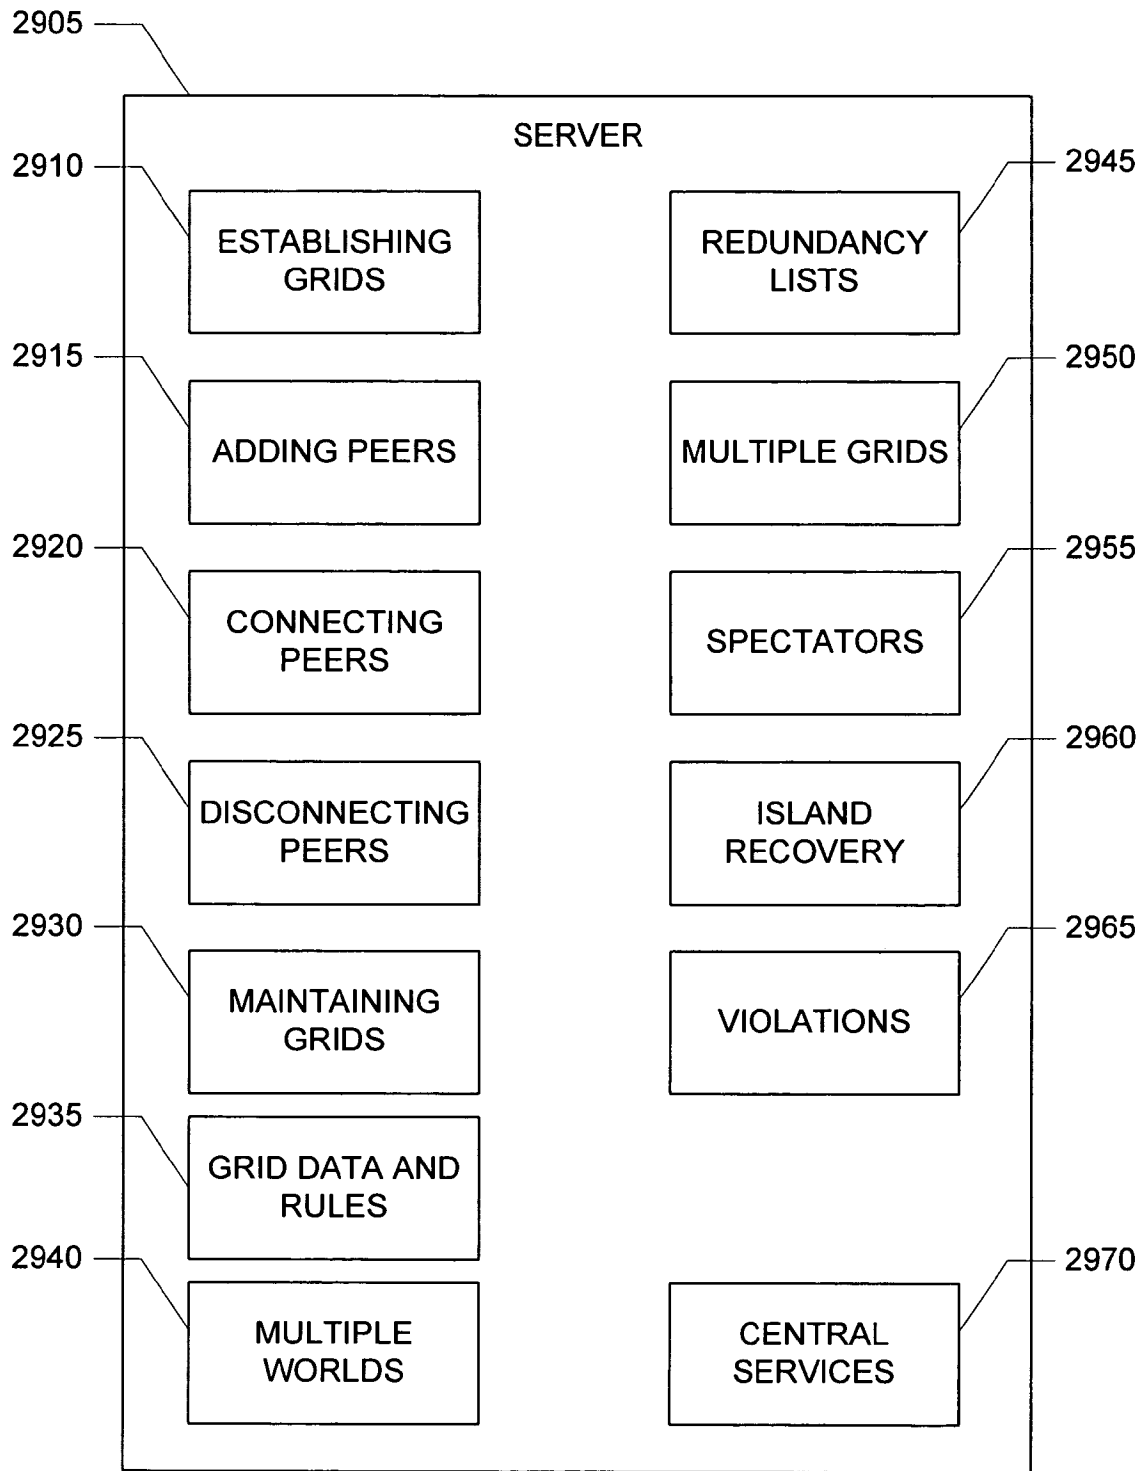 2905
SERVER
2910
ESTABLISHING
GRIDS
2915
ADDING PEERS
2920
CONNECTING
PEERS
2925
DISCONNECTING
PEERS
2930
MAINTAINING
GRIDS
2935
GRID DATA AND
RULES
2940
MULTIPLE
WORLDS
2945
REDUNDANCY
LISTS
2950
MULTIPLE GRIDS
2955
SPECTATORS
2960
ISLAND
RECOVERY
2965
VIOLATIONS
2970
CENTRAL
SERVICES